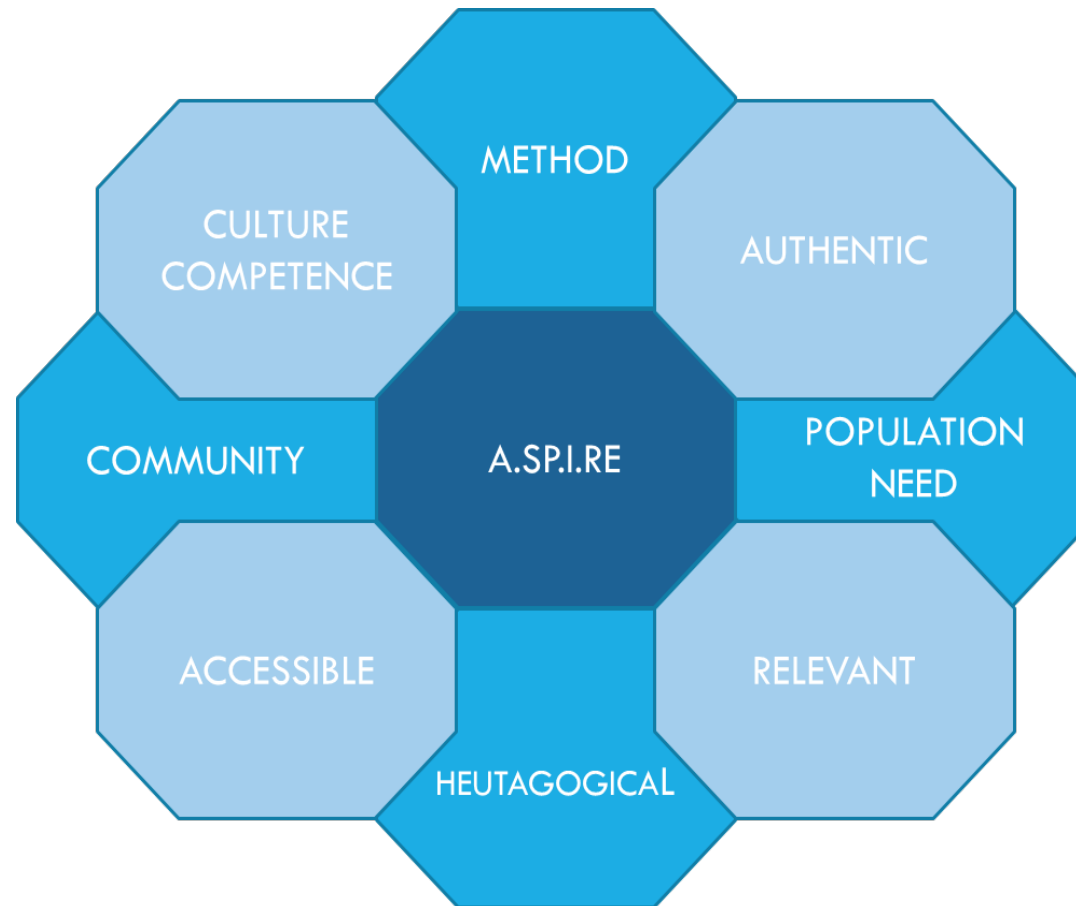 METHOD
CULTURE
COMPETENCE
AUTHENTIC
COMMUNITY
A.SP.I.RE
POPULATION
NEED
ACCESSIBLE
RELEVANT
HEUTAGOGICAL